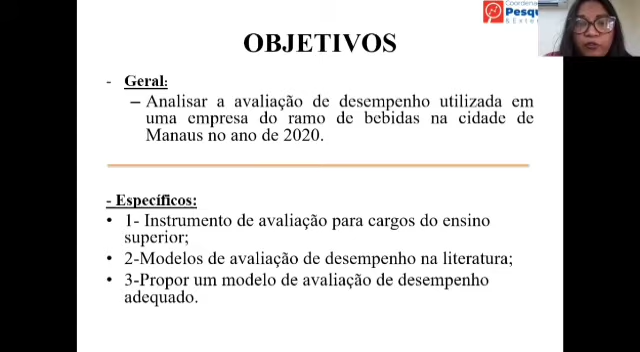 Pesqu
& Exte
OBJETIVOS
- Geral:
– Analisar a avaliação de desempenho utilizada em
uma empresa do ramo de bebidas na cidade de
Manaus no ano de 2020.
- Específicos:
• 1- Instrumento de avaliação para cargos do ensino
superior;
• 2-Modelos de avaliação de desempenho na literatura;
• 3-Propor um modelo de avaliação de desempenho
adequado.